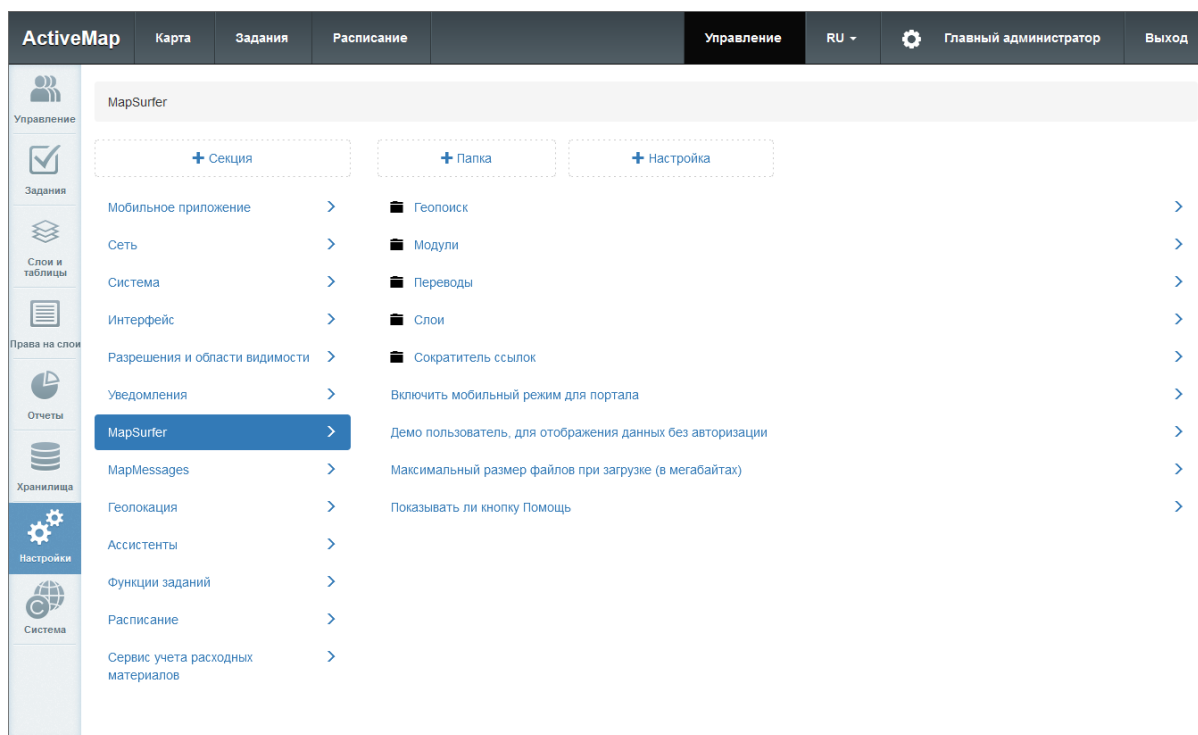 ActiveMap Карта Задания Расписание Управление RU Главный администратор Выход
Управление
Задания
Слои и
таблицы
Права на слои
Отчеты
Хранилища
Настройки
Система
MapSurfer
+ Секция
+ Папка
+ Настройка
Мобильное приложение
Сеть
Система
Интерфейс
Разрешения и области видимости
Уведомления
MapSurfer
MapMessages
Геолокация
Ассистенты
Функции заданий
Расписание
Сервис учета расходных
материалов
Геопоиск
Модули
Переводы
Слои
Сократитель ссылок
Включить мобильный режим для портала
Демо пользователь, для отображения данных без авторизации
Максимальный размер файлов при загрузке (в мегабайтах)
Показывать ли кнопку Помощь